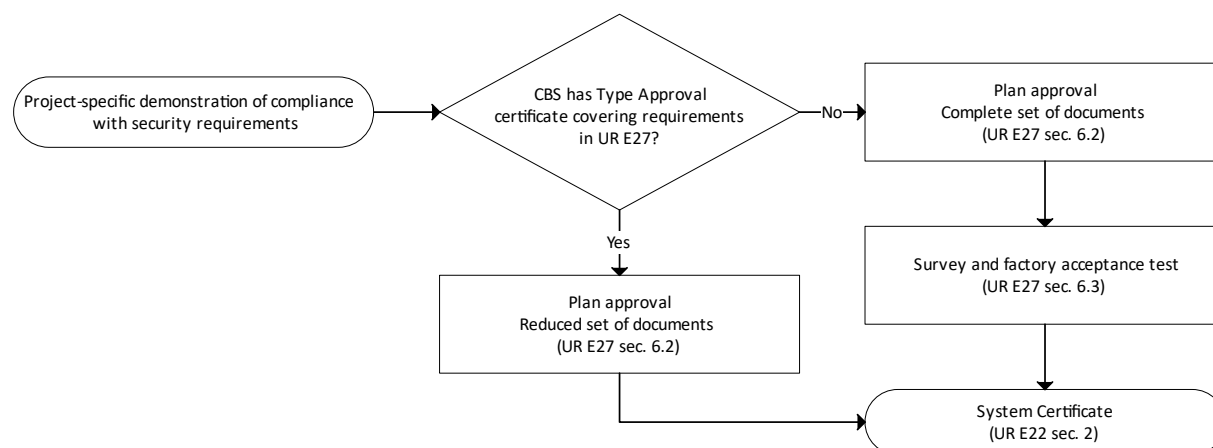 Project-specific demonstration of compliance
with security requirements
CBS has Type Approval
certificate covering requirements
in UR E27?
No
Plan approval
Complete set of documents
(UR E27 sec. 6.2)
Yes
Survey and factory acceptance test
(UR E27 sec. 6.3)
Plan approval
Reduced set of documents
(UR E27 sec. 6.2)
System Certificate
(UR E22 sec. 2)